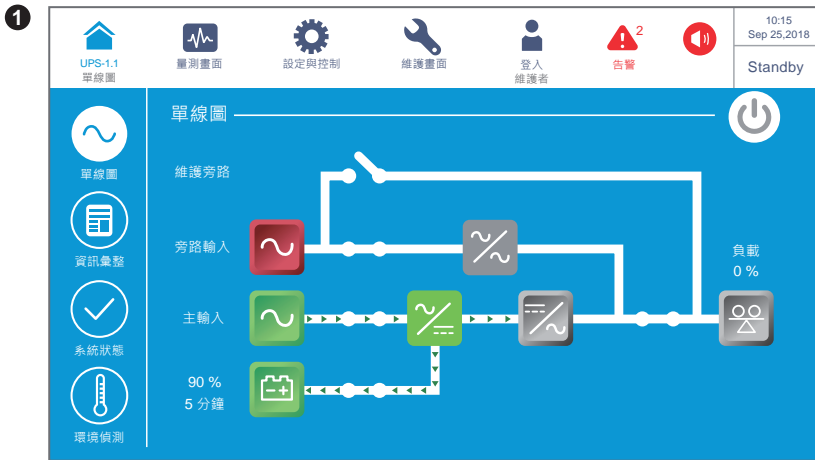 1
10:15
Sep 25,2018
Standby
UPS-1.1
單線圖
量測畫面
設定與控制
維護畫面
登入
維護者
2
告警
單線圖
資訊彙整
系統狀態
環境偵測
單線圖
維護旁路
旁路輸入
主輸入
90 %
5 分鐘
負載
0 %